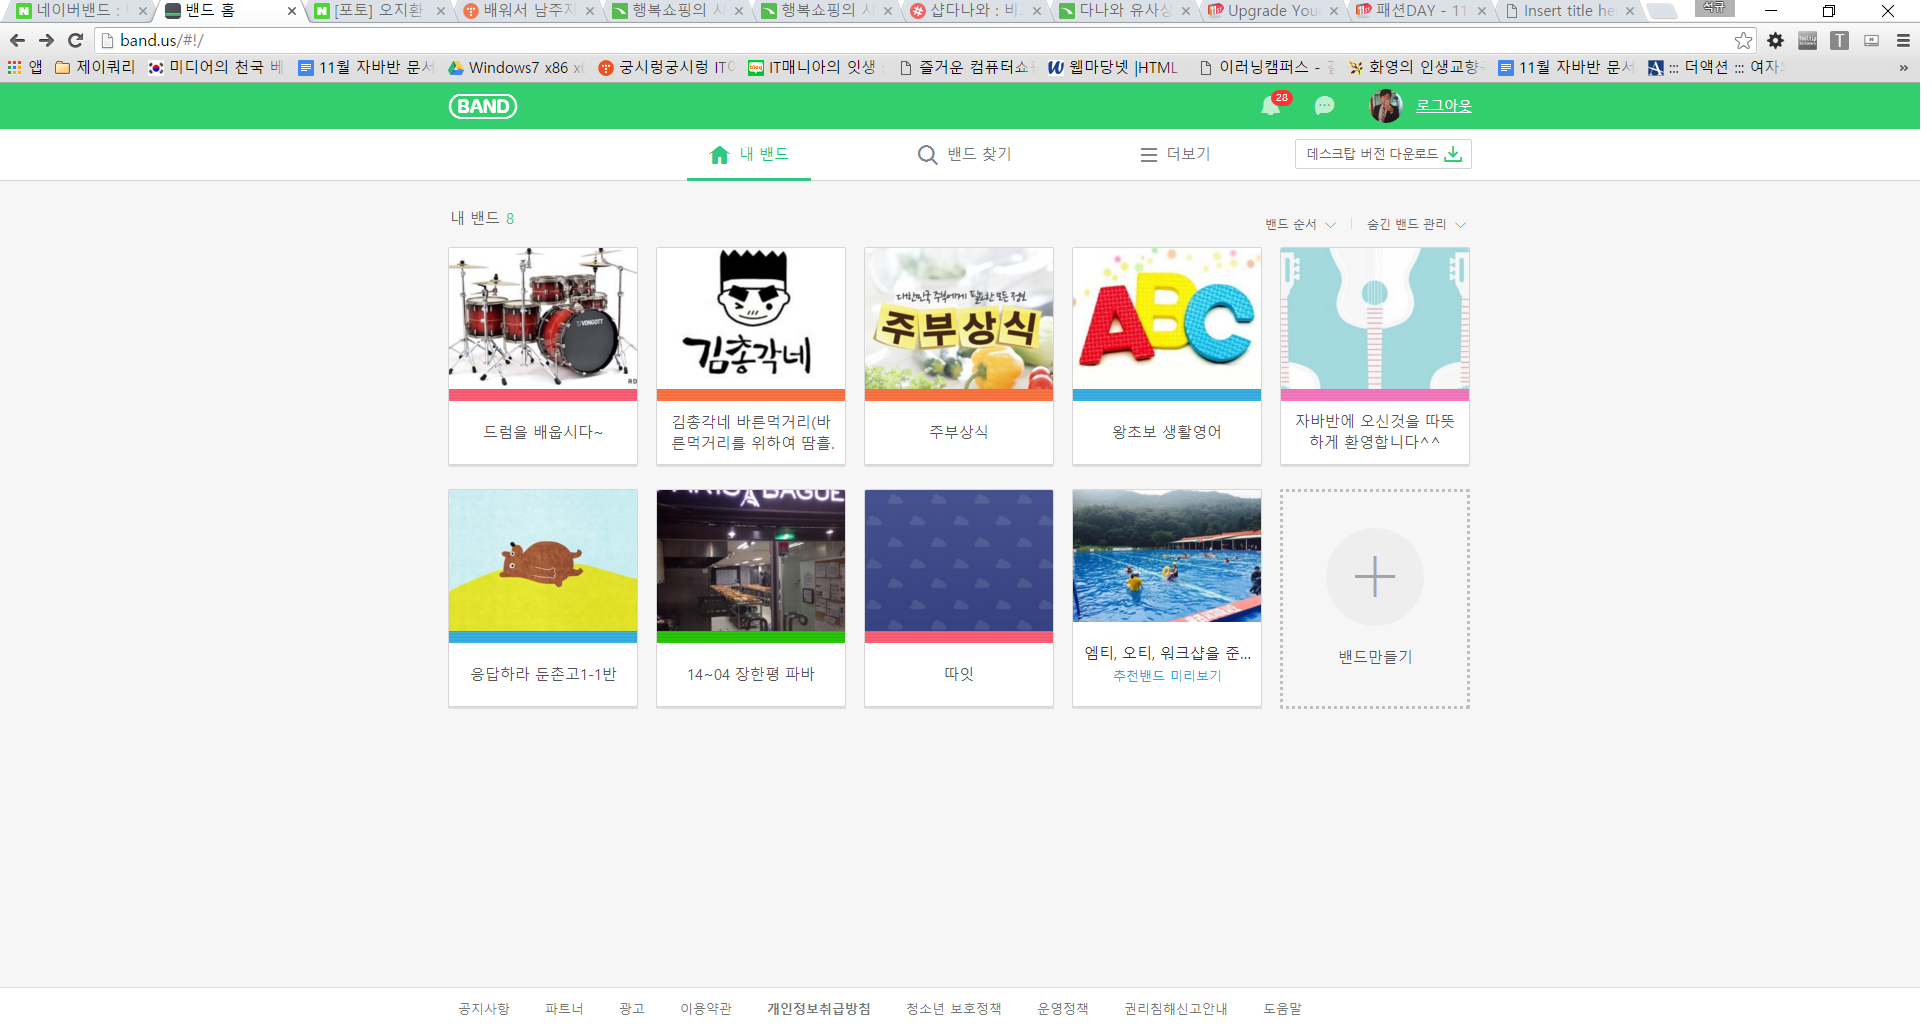 네이버밴드 :
밴드 홈
[포토] 오지환
배워서 남주자
행복쇼핑의 시
행복쇼핑의 시
샵다나와 : 비
다나와 유사상
Upgrade You
패션DAY - 11
Insert title he
석규
band.us/#!/
앱
제이쿼리
미디어의 천국 베
11월 자바반 문서
Windows7 x86 x
궁시렁궁시렁 IT
IT매니아의 잇생
즐거운 컴퓨터쇼
웹마당넷 |HTML
이러닝캠퍼스 -
화영의 인생교향
11월 자바반 문서
::: 더액션 ::: 여자
»
BAND
28
로그아웃
내 밴드
밴드 찾기
더보기
데스크탑 버전 다운로드
내 밴드 8
밴드 순서
숨긴 밴드 관리
VONGOTT
RD
김총각네
대한민국 주부에게 필요한 모든 정보
주부상식
ABC
드럼을 배웁시다~
김총각네 바른먹거리(바
른먹거리를 위하여 땀흘.
주부상식
왕초보 생활영어
자바반에 오신것을 따뜻
하게 환영합니다^^
BAGUE
응답하라 둔촌고1-1반
14~04 장한평 파바
따잇
엠티, 오티, 워크샵을 준...
추천밴드 미리보기
밴드만들기
공지사항
파트너
광고
이용약관
개인정보취급방침
청소년 보호정책
운영정책
권리침해신고안내
도움말